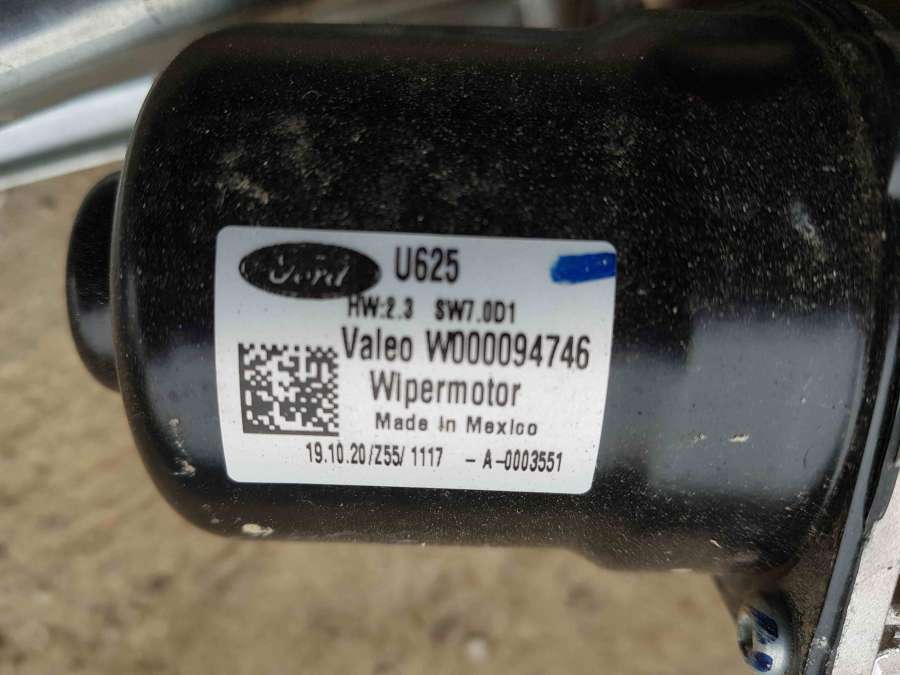 Ford U625
HW:2.3 SW7.0D1
Valeo W000094746
Wipermotor
Made in Mexico
19.10.20/Z55/1117 -A-0003551